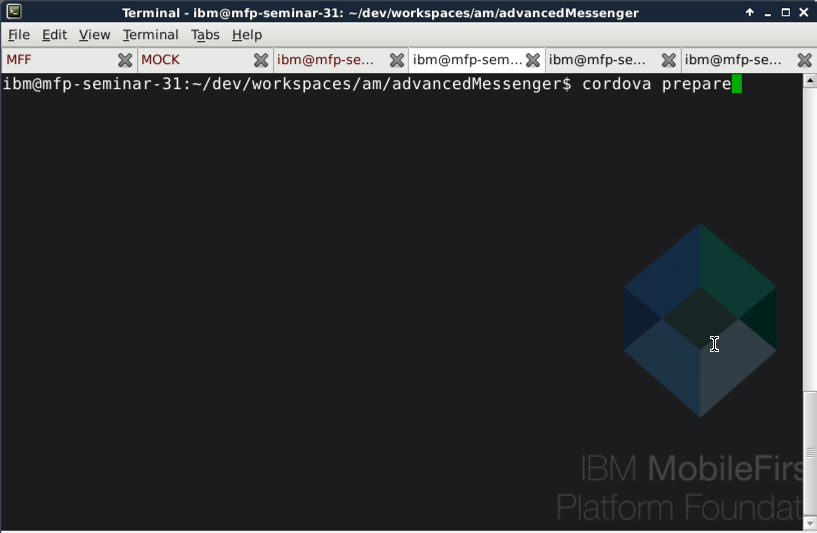 Terminal - ibm@mfp-seminar-31: ~/dev/workspaces/am/advancedMessenger
File Edit View Terminal Tabs Help
MFF MOCK ibm@mfp-se... ibm@mfp-sem... ibm@mfp-se... ibm@mfp-se...
ibm@mfp-seminar-31:~/dev/workspaces/am/advancedMessenger$ cordova prepare
IBM MobileFirs
Platform Foundat